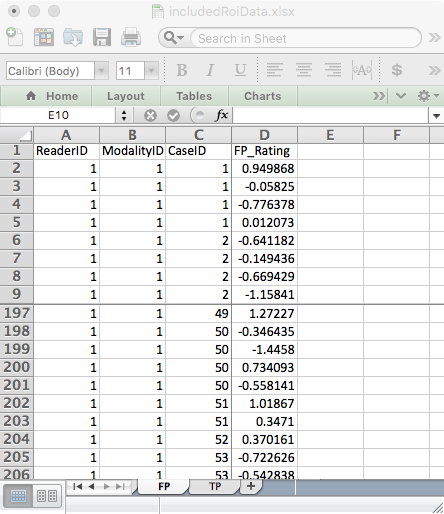 includedRoiData.xlsx
Search in Sheet
Calibri (Body) 11 B I U A $ »
Home Layout Tables Charts »
E10 fx
A B C D E F
1 ReaderID ModalityID CaseID FP_Rating
2 1 1 1 0.949868
3 1 1 1 -0.05825
4 1 1 1 -0.776378
5 1 1 1 0.012073
6 1 1 2 -0.641182
7 1 1 2 -0.149436
8 1 1 2 -0.669429
9 1 1 2 -1.15841
197 1 1 49 1.27227
198 1 1 50 -0.346435
199 1 1 50 -1.4458
200 1 1 50 0.734093
201 1 1 50 -0.558141
202 1 1 51 1.01867
203 1 1 51 0.3471
204 1 1 52 0.370161
205 1 1 53 -0.722626
206 1 1 53 -0.542838
FP TP +